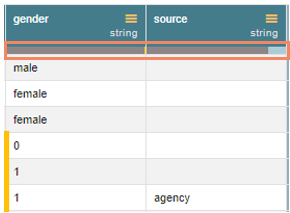 gender source
string string
male
female
female
0
1
1 agency